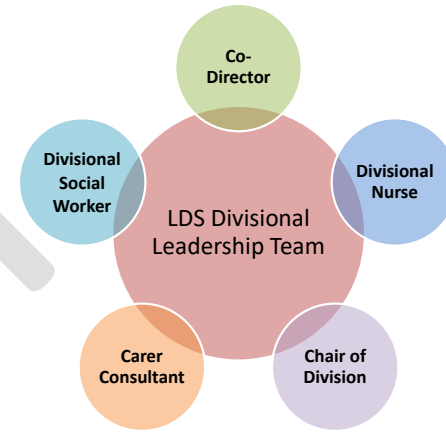 Co-
Director
Divisional
Social
Worker
Divisional
Nurse
LDS Divisional
Leadership Team
Carer
Consultant
Chair of
Division